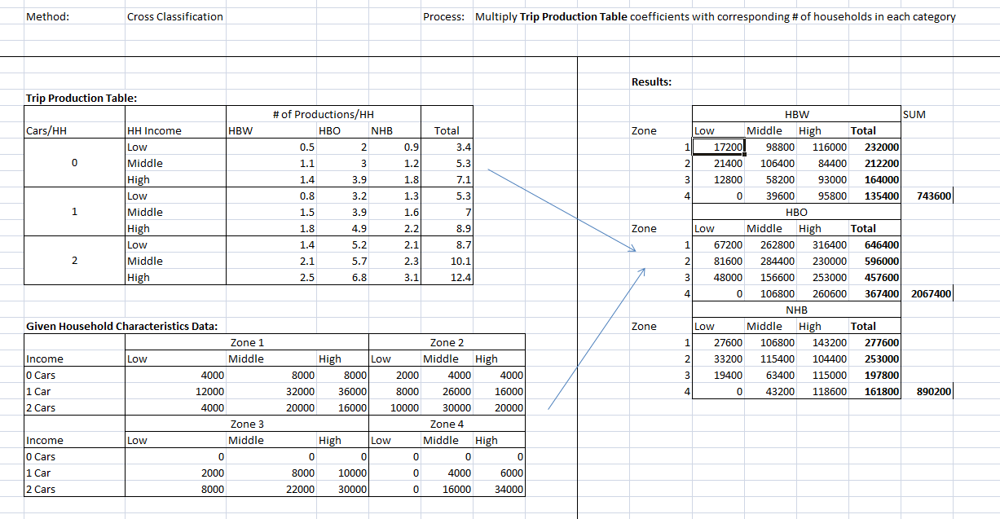 Method: Cross Classification Process: Multiply Trip Production Table coefficients with corresponding # of households in each category
Results:
Trip Production Table:
# of Productions/HH HBW SUM
Cars/HH HH Income HBW HBO NHB Total Zone Low Middle High Total
Low 0.5 2 0.9 3.4 1 17200 98800 116000 232000
0 Middle 1.1 3 1.2 5.3 2 21400 106400 84400 212200
High 1.4 3.9 1.8 7.1 3 12800 58200 93000 164000
Low 0.8 3.2 1.3 5.3 4 0 39600 95800 135400 743600
1 Middle 1.5 3.9 1.6 7 HBO
High 1.8 4.9 2.2 8.9 Zone Low Middle High Total
Low 1.4 5.2 2.1 8.7 1 67200 262800 316400 646400
2 Middle 2.1 5.7 2.3 10.1 2 81600 284400 230000 596000
High 2.5 6.8 3.1 12.4 3 48000 156600 253000 457600
4 0 106800 260600 367400 2067400
NHB
Given Household Characteristics Data: Zone Low Middle High Total
Zone 1 Zone 2 1 27600 106800 143200 277600
Income Low Middle High Low Middle High 2 33200 115400 104400 253000
0 Cars 4000 8000 8000 2000 4000 4000 3 19400 63400 115000 197800
1 Car 12000 32000 36000 8000 26000 16000 4 0 43200 118600 161800 890200
2 Cars 4000 20000 16000 10000 30000 20000
Zone 3 Zone 4
Income Low Middle High Low Middle High
0 Cars 0 0 0 0 0 0
1 Car 2000 8000 10000 0 4000 6000
2 Cars 8000 22000 30000 0 16000 34000